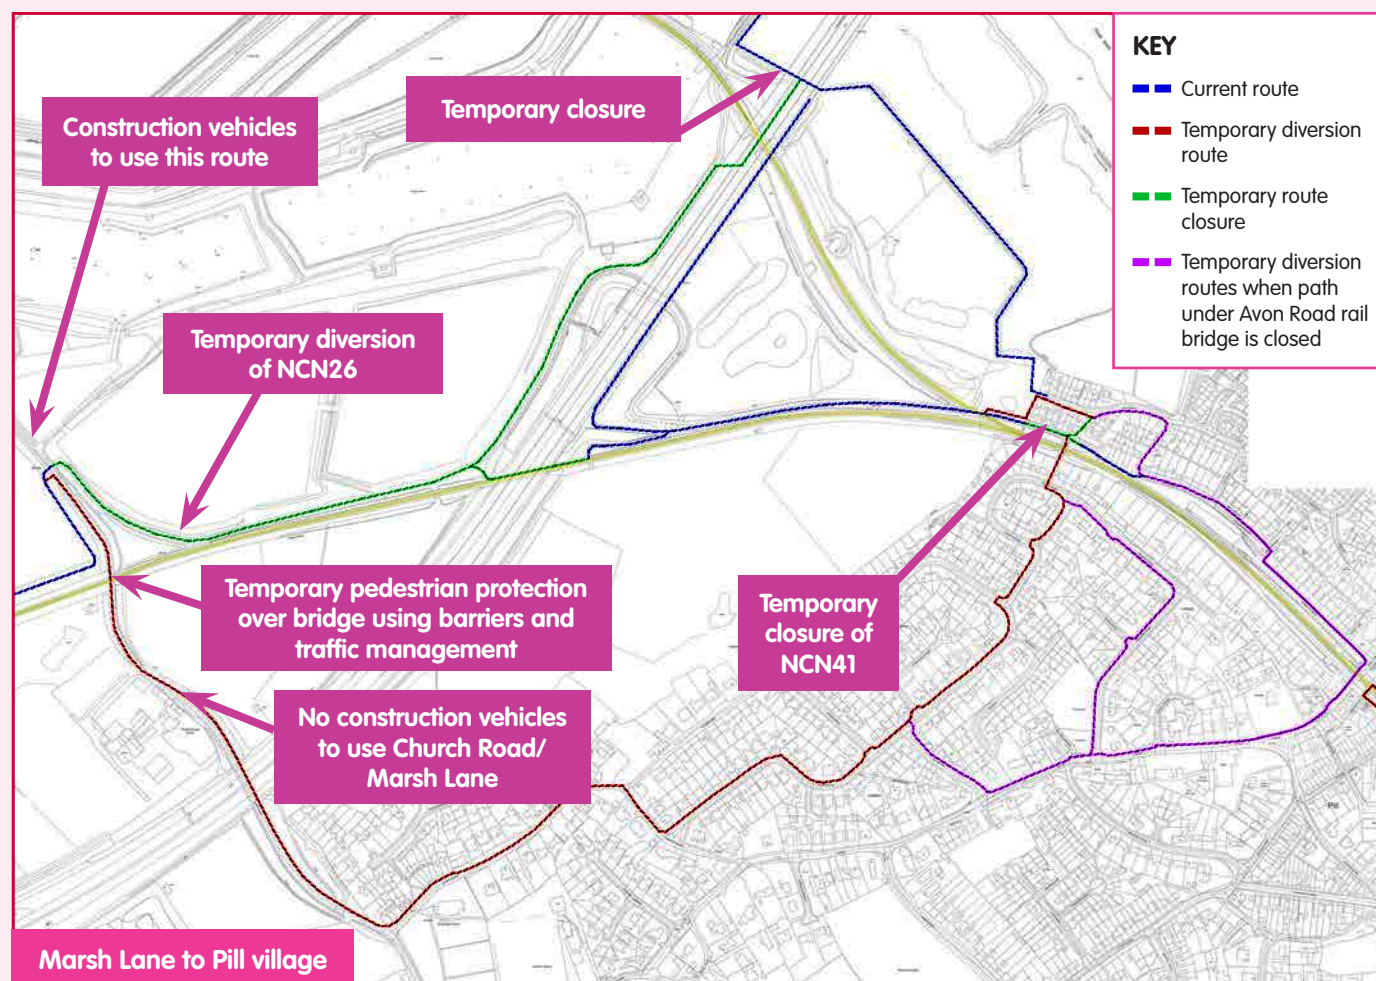 Temporary closure
Construction vehicles
to use this route
Temporary diversion
of NCN26
Temporary pedestrian protection
over bridge using barriers and
traffic management
No construction vehicles
to use Church Road/
Marsh Lane
Temporary
closure of
NCN41
KEY
Current route
Temporary diversion
route
Temporary route
closure
Temporary diversion
routes when path
under Avon Road rail
bridge is closed
Pill
Marsh Lane to Pill village